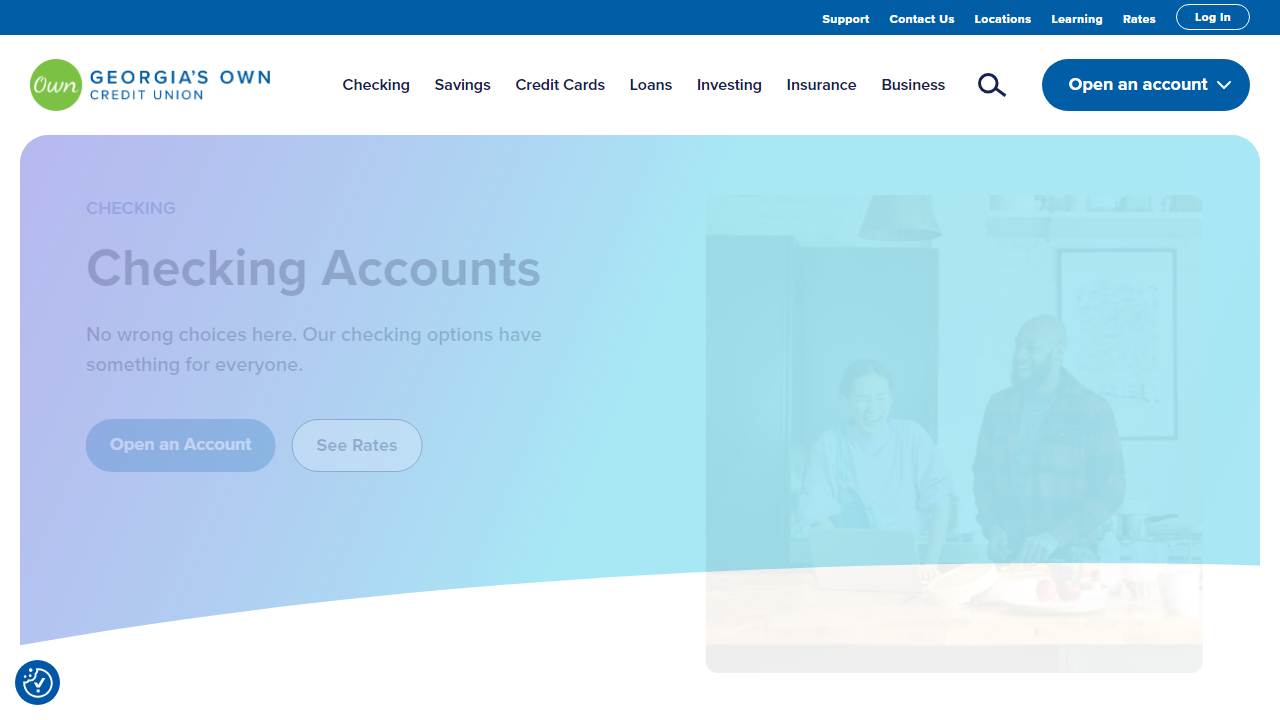 Support Contact Us Locations Learning Rates Log In
Own GEORGIA'S OWN
CREDIT UNION
Checking Savings Credit Cards Loans Investing Insurance Business Open an account
CHECKING
Checking Accounts
No wrong choices here. Our checking options have
something for everyone.
Open an Account See Rates